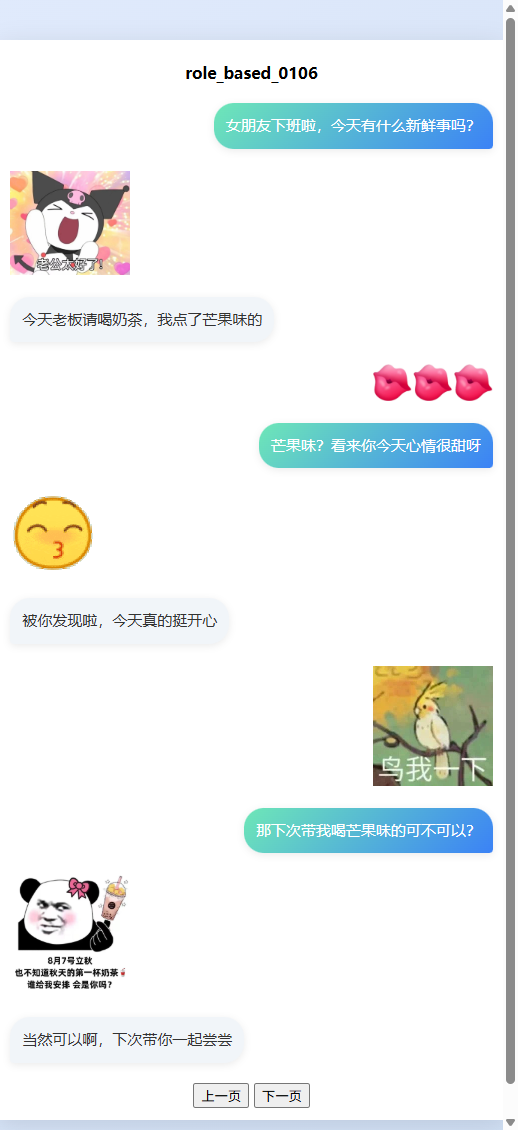 role_based_0106
女朋友下班啦，今天有什么新鲜事吗？
老公太好了！
今天老板请喝奶茶，我点了芒果味的
芒果味？看来你今天心情很甜呀
被你发现啦，今天真的挺开心
鸟我一下
那下次带我喝芒果味的可不可以？
8月7号立秋
也不知道秋天的第一杯奶茶
谁给我安排 会是你吗？
当然可以啊，下次带你一起尝尝
上一页 下一页